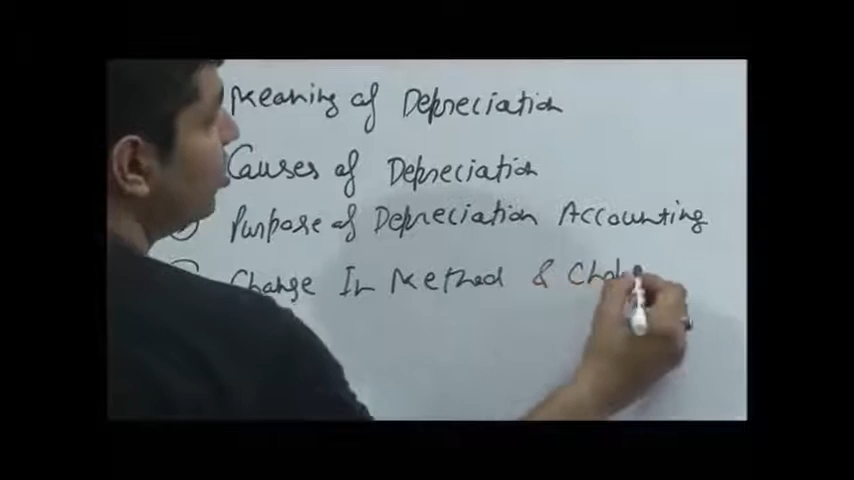 Meaning of Depreciation
Causes of Depreciation
Purpose of Depreciation Accounting
Change In Method &